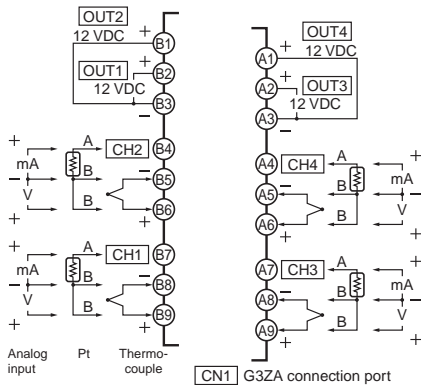 OUT2
12 VDC
+
B1
OUT1
+
B2
12 VDC
B3
−
A
CH2
B4
+
mA
−
B
−
B5
V
B
B6
+
+
A
CH1
B7
+
mA
−
B
−
B8
V
B
B9
+
+
Analog input
Pt
Thermo-couple
OUT4
+
12 VDC
A1
+
OUT3
A2
12 VDC
A3
−
A4
CH4
A
+
mA
A5
−
B
−
V
A6
+
B
+
A7
CH3
A
+
mA
A8
−
B
−
V
A9
+
B
+
CN1 G3ZA connection port